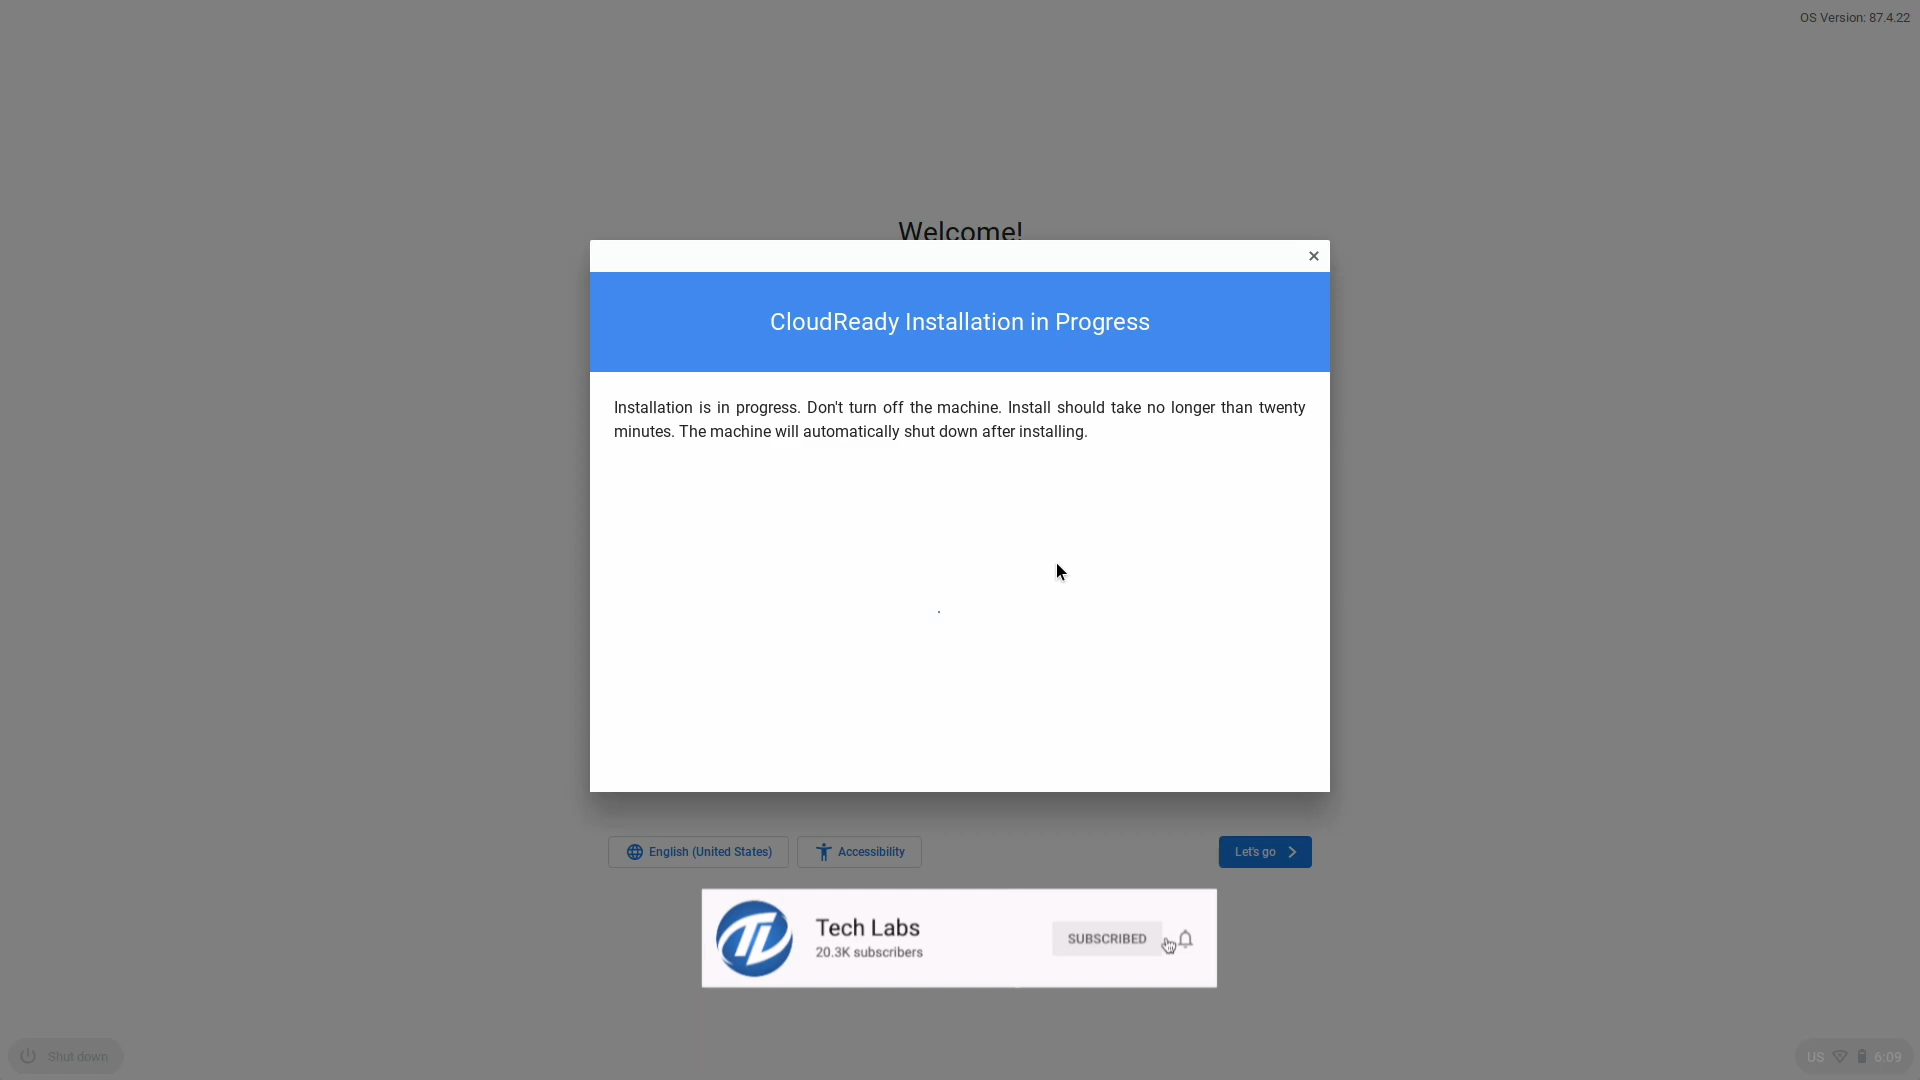 OS Version: 87.4.22
Welcome!
CloudReady Installation in Progress
Installation is in progress. Don't turn off the machine. Install should take no longer than twenty
minutes. The machine will automatically shut down after installing.
English (United States)
Accessibility
Let's go
TL
Tech Labs
20.3K subscribers
SUBSCRIBED
Shut down
US
6:09